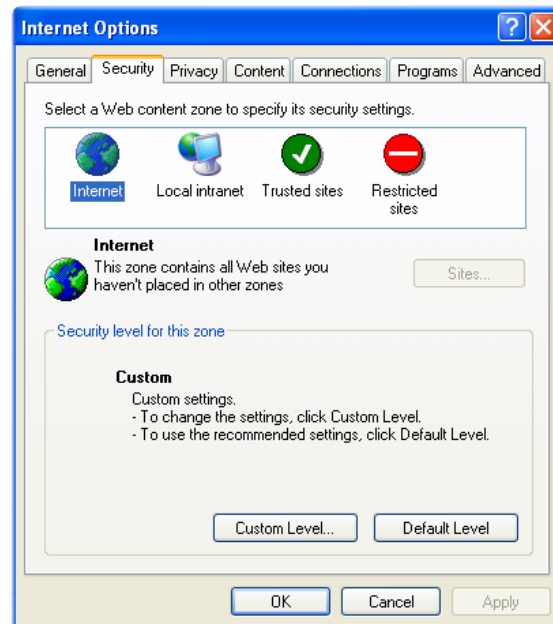 Internet Options
General Security Privacy Content Connections Programs Advanced
Select a Web content zone to specify its security settings.
Internet Local intranet Trusted sites Restricted
sites
Internet
This zone contains all Web sites you
haven't placed in other zones
Sites...
Security level for this zone
Custom
Custom settings.
- To change the settings, click Custom Level.
- To use the recommended settings, click Default Level.
Custom Level... Default Level
OK Cancel Apply